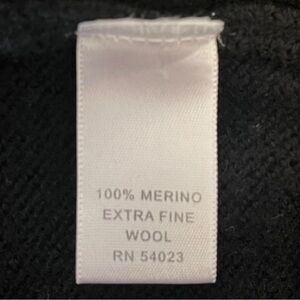 100% MERINO
EXTRA FINE
WOOL
RN 54023